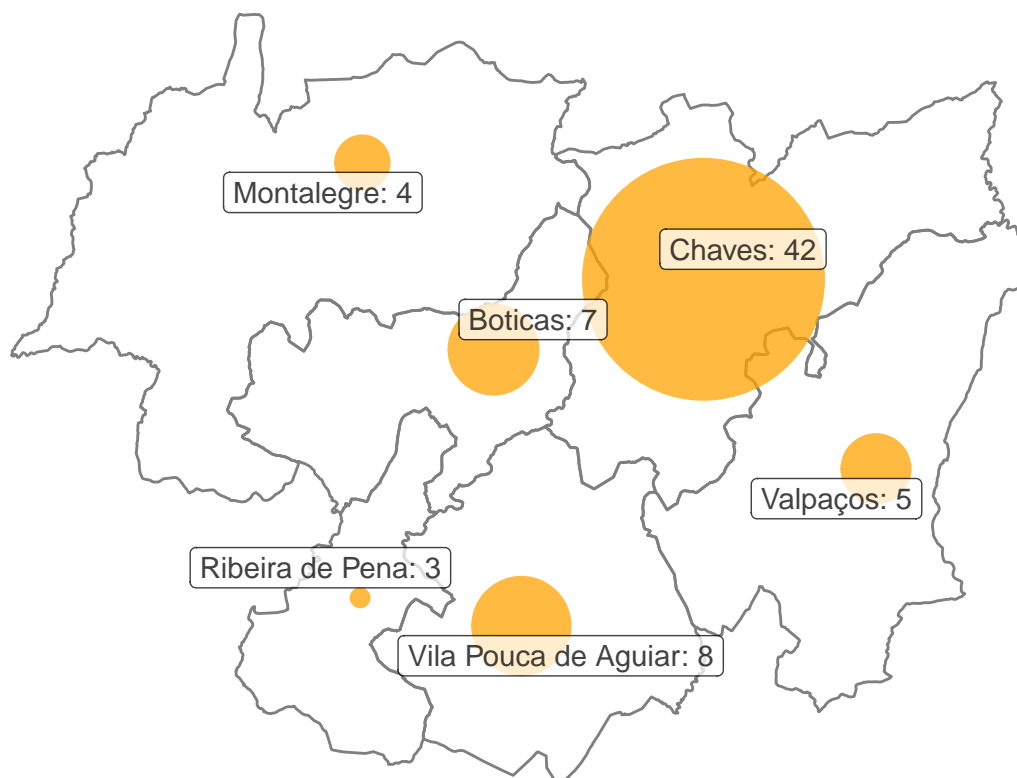 Montalegre: 4
Chaves: 42
Boticas: 7
Valpaços: 5
Ribeira de Pena: 3
Vila Pouca de Aguiar: 8